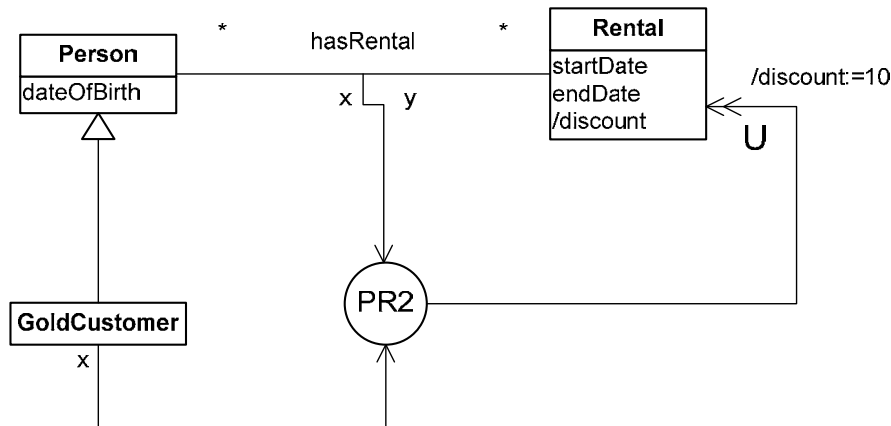 Person
dateOfBirth
*
hasRental
*
x
y
Rental
startDate
endDate
/discount
/discount:=10
U
PR2
GoldCustomer
x